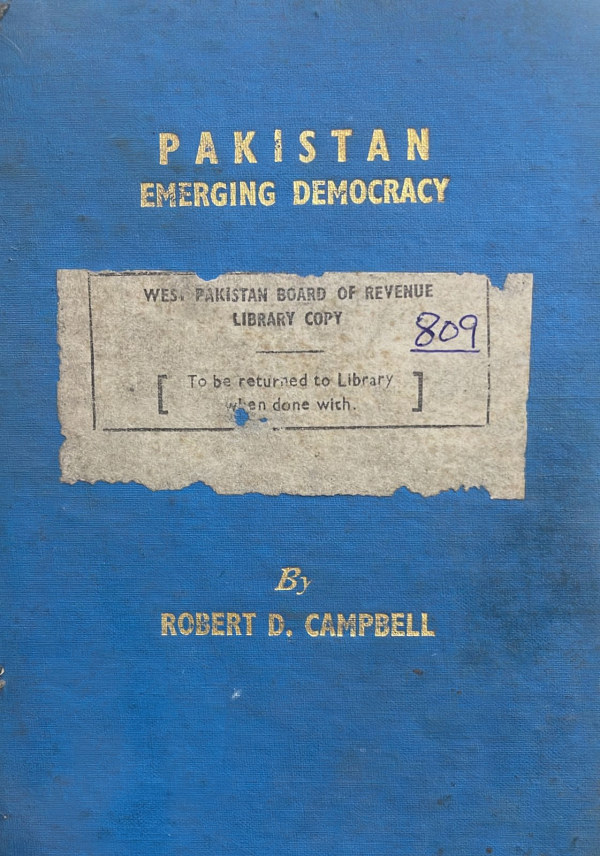 PAKISTAN
EMERGING DEMOCRACY
WEST PAKISTAN BOARD OF REVENUE
LIBRARY COPY
809
[ To be returned to Library
when done with. ]
By
ROBERT D. CAMPBELL